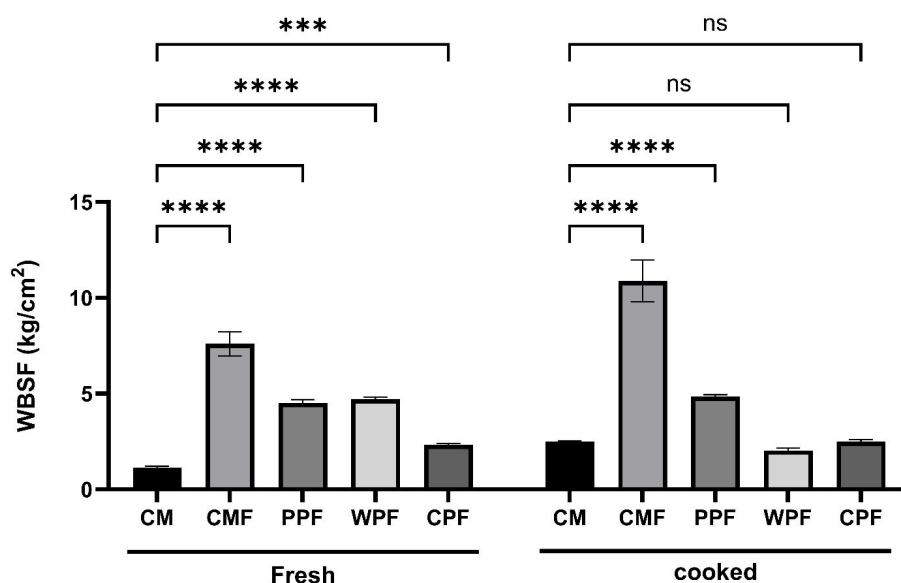 *** ns
**** ns
**** ****
**** ****
15
10
5
0
WBSF (kg/cm²)
CM CMF PPF WPF CPF CM CMF PPF WPF CPF
Fresh cooked